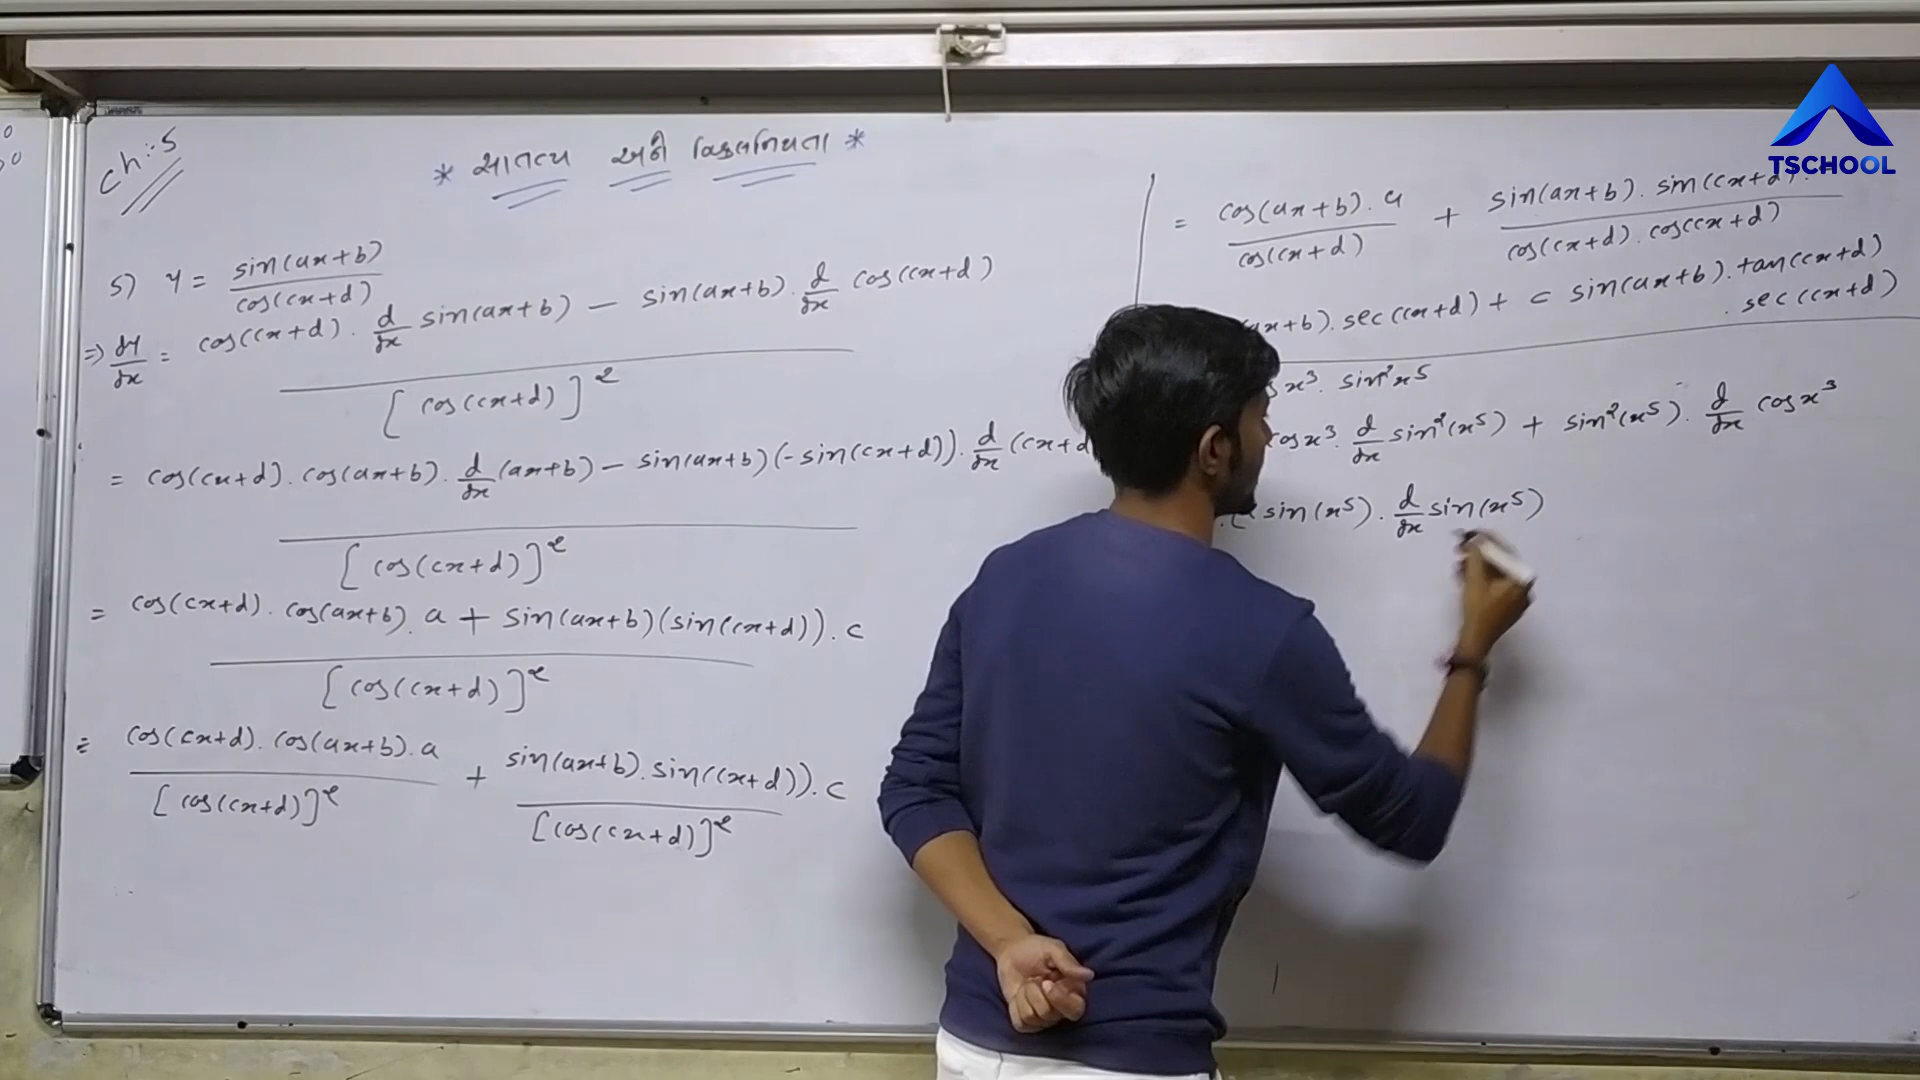 ch:-5
* સાતત્ય અને વિકલનિયતા *
5) y = sin(ax+b) / cos(cx+d)
=> dy/dx = cos(cx+d) . d/dx sin(ax+b) - sin(ax+b) . d/dx cos(cx+d)
[cos(cx+d)]²
= cos(cx+d) . cos(ax+b) . d/dx (ax+b) - sin(ax+b)(-sin(cx+d)) . d/dx (cx+d
[cos(cx+d)]²
= cos(cx+d) . cos(ax+b) . a + sin(ax+b)(sin(cx+d)) . c
[cos(cx+d)]²
= cos(cx+d) . cos(ax+b) . a / [cos(cx+d)]² + sin(ax+b) . sin(cx+d)) . c / [cos(cx+d)]²
= cos(ax+b) . a / cos(cx+d) + sin(ax+b) . sin(cx+d) . / cos(cx+d) . cos(cx+d)
ax+b) . sec(cx+d) + c sin(ax+b) . tan(cx+d)
. sec(cx+d)
x³ . sin²x⁵
cosx³ . d/dx sin²(x⁵) + sin²(x⁵) . d/dx cosx³
sin(x⁵) . d/dx sin(x⁵)
TSCHOOL